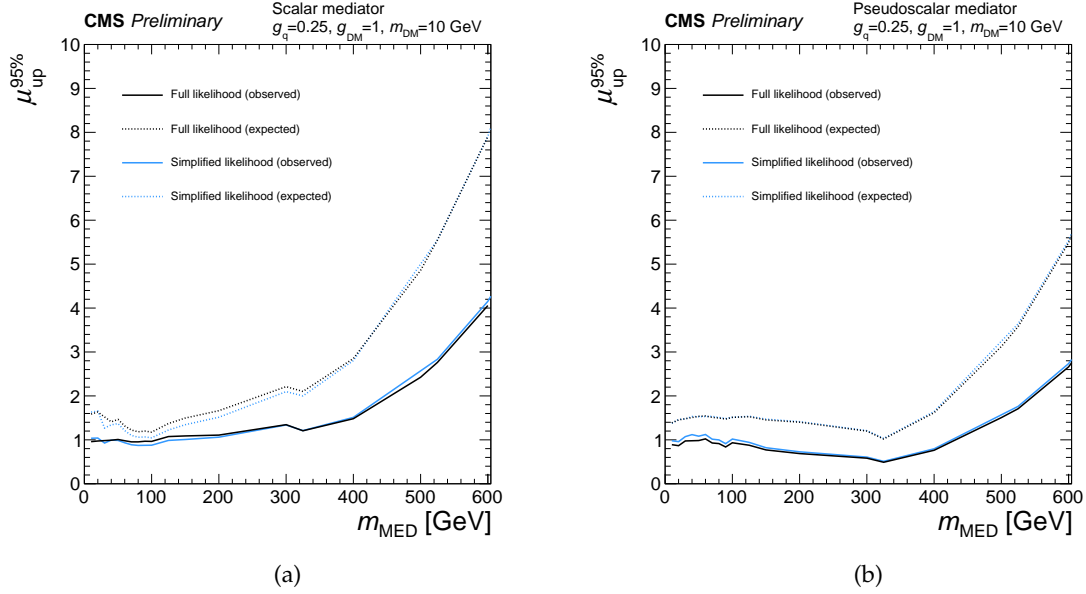 CMS Preliminary
Scalar mediator
g_q=0.25, g_DM=1, m_DM=10 GeV
μ_up^95%
10
9
8
7
6
5
4
3
2
1
0
Full likelihood (observed)
Full likelihood (expected)
Simplified likelihood (observed)
Simplified likelihood (expected)
0 100 200 300 400 500 600
m_MED [GeV]
(a)
CMS Preliminary
Pseudoscalar mediator
g_q=0.25, g_DM=1, m_DM=10 GeV
μ_up^95%
10
9
8
7
6
5
4
3
2
1
0
Full likelihood (observed)
Full likelihood (expected)
Simplified likelihood (observed)
Simplified likelihood (expected)
0 100 200 300 400 500 600
m_MED [GeV]
(b)